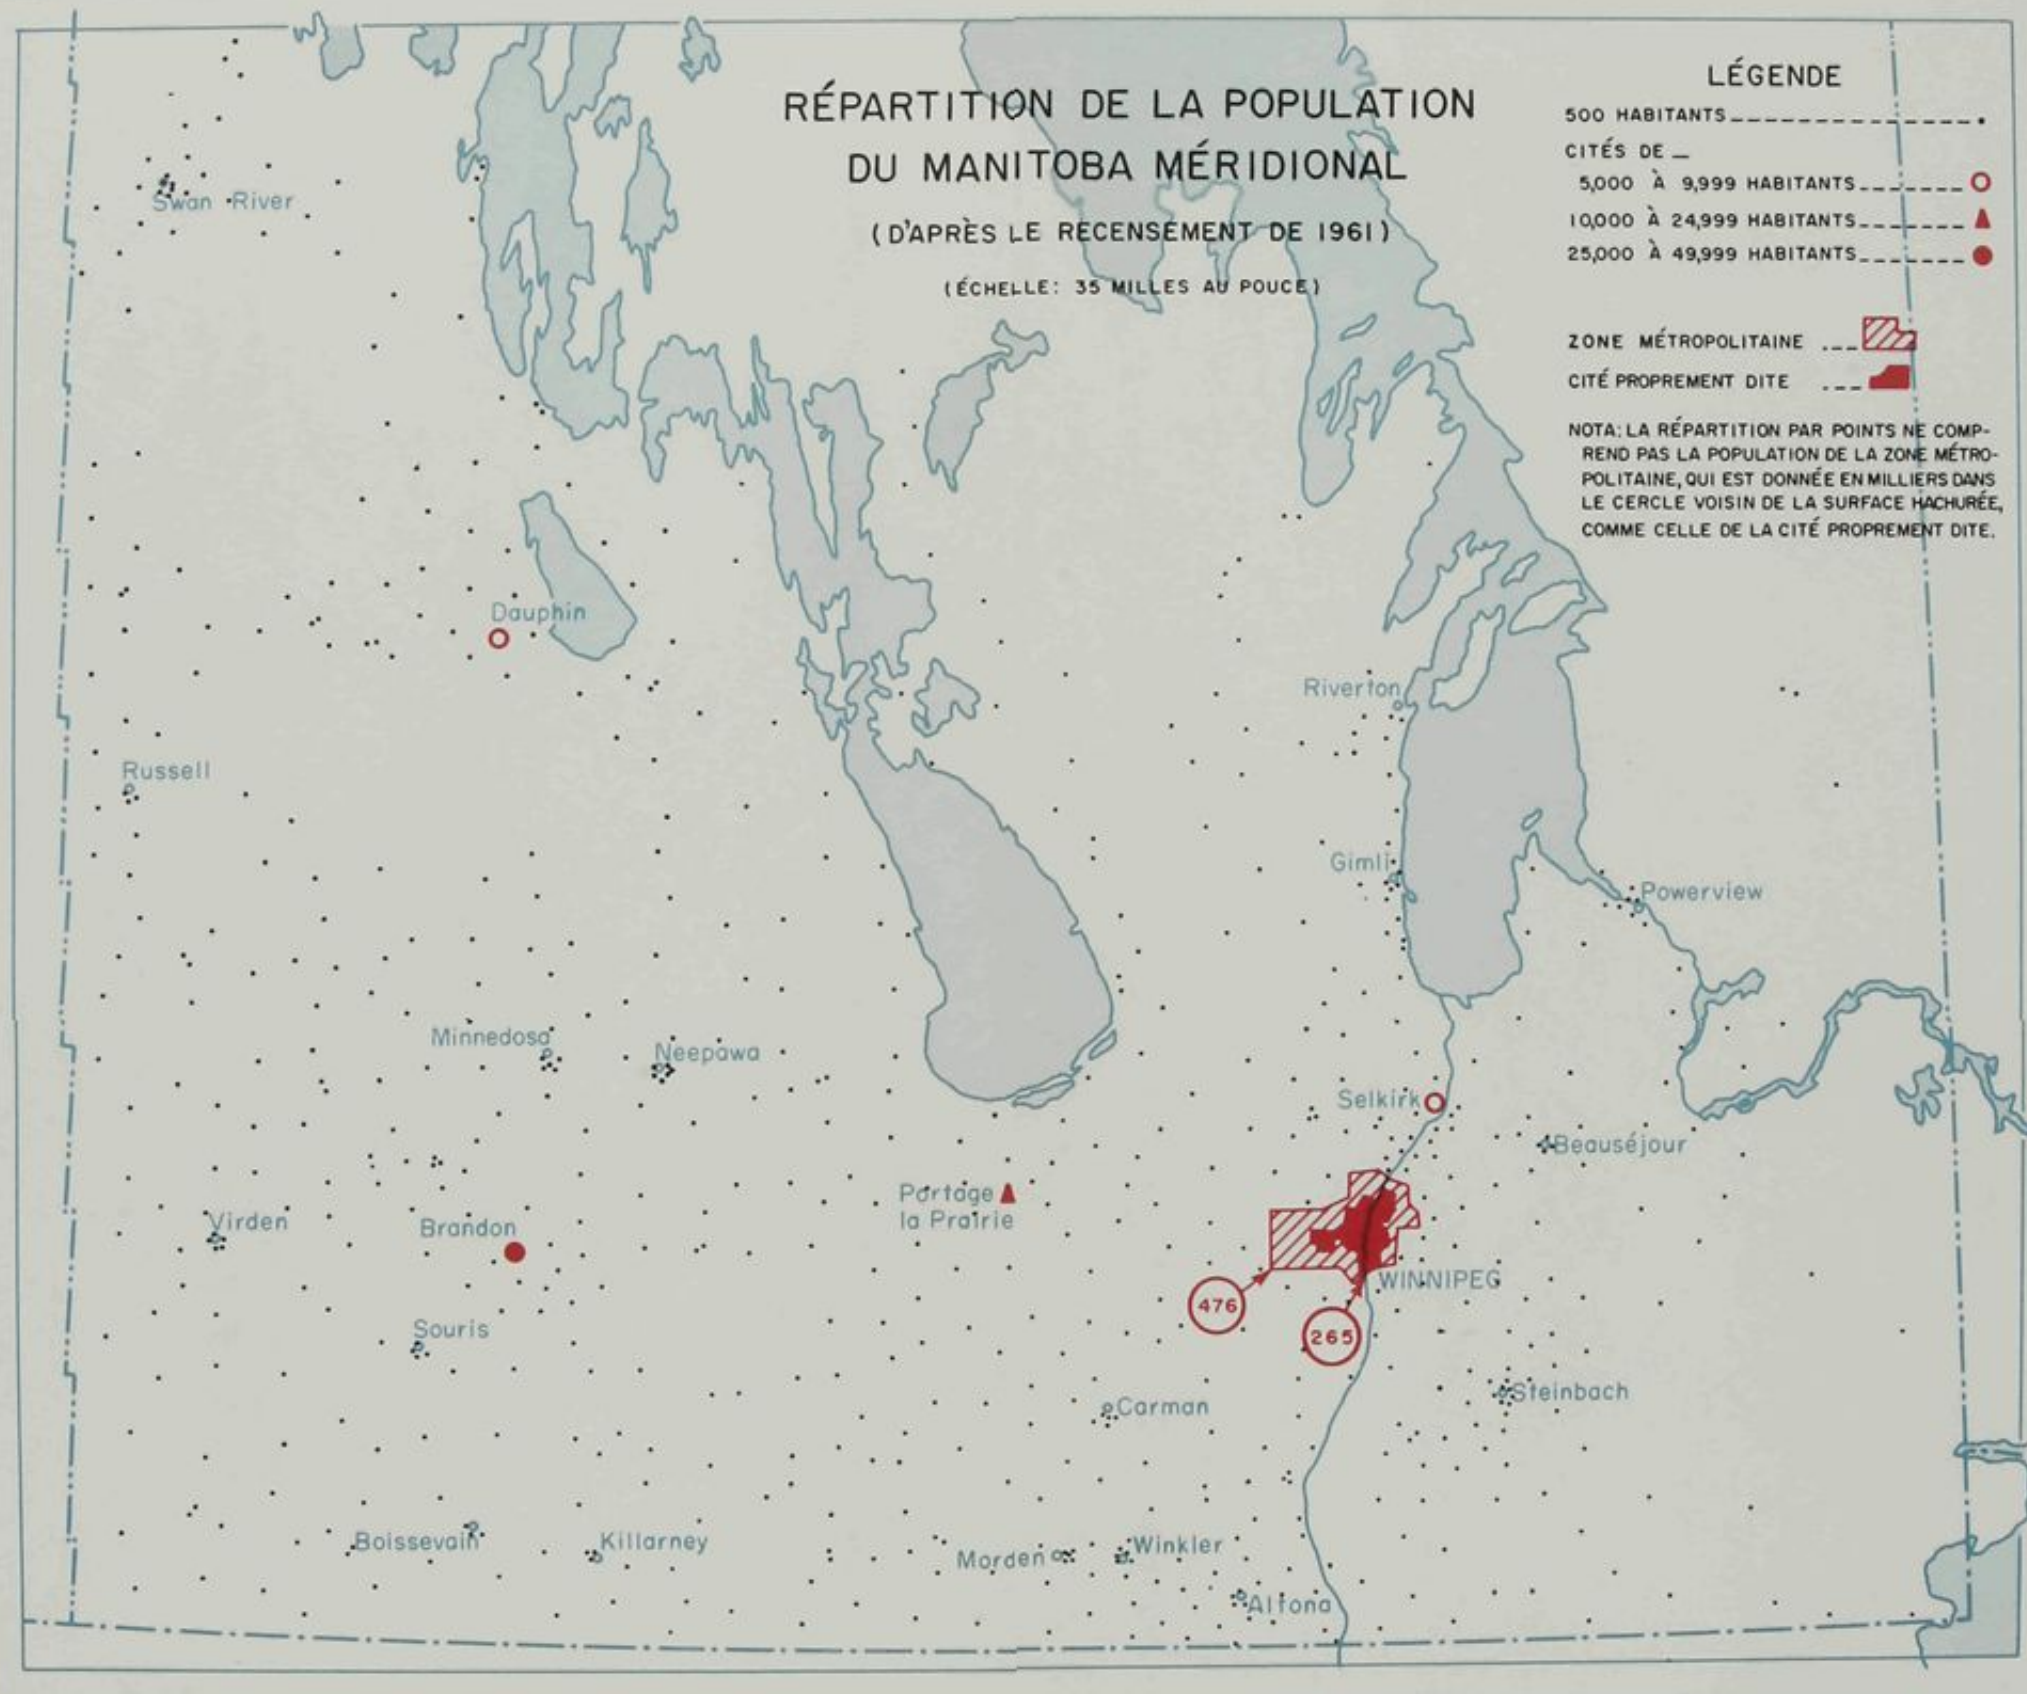 RÉPARTITION DE LA POPULATION
DU MANITOBA MÉRIDIONAL
(D'APRÈS LE RECENSEMENT DE 1961)
(ÉCHELLE: 35 MILLES AU POUCE)
LÉGENDE
500 HABITANTS
CITÉS DE —
5,000 À 9,999 HABITANTS
10,000 À 24,999 HABITANTS
25,000 À 49,999 HABITANTS
ZONE MÉTROPOLITAINE
CITÉ PROPREMENT DITE
NOTA: LA RÉPARTITION PAR POINTS NE COMP-
REND PAS LA POPULATION DE LA ZONE MÉTRO-
POLITAINE, QUI EST DONNÉE EN MILLIERS DANS
LE CERCLE VOISIN DE LA SURFACE HACHURÉE,
COMME CELLE DE LA CITÉ PROPREMENT DITE.
Swan River
Dauphin
Riverton
Russell
Gimli
Powerview
Minnedosa
Neepawa
Selkirk
Beauséjour
Portage
la Prairie
Virden
Brandon
WINNIPEG
476
265
Souris
Steinbach
Carman
Boissevain
Killarney
Morden
Winkler
Altona